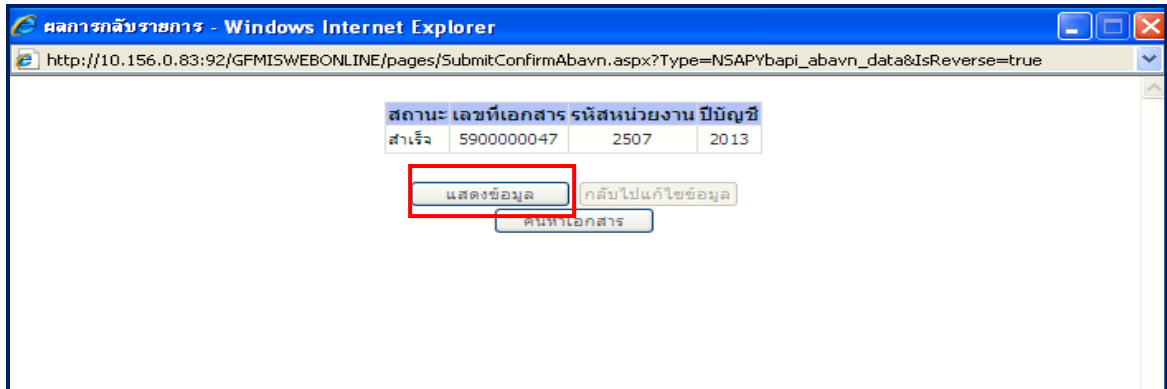 ผลการกลับรายการ - Windows Internet Explorer
http://10.156.0.83:92/GFMISWEBONLINE/pages/SubmitConfirmAbavn.aspx?Type=NSAPYbapi_abavn_data&IsReverse=true
สถานะ เลขที่เอกสาร รหัสหน่วยงาน ปีบัญชี
สำเร็จ 5900000047 2507 2013
แสดงข้อมูล กลับไปแก้ไขข้อมูล
ค้นหาเอกสาร